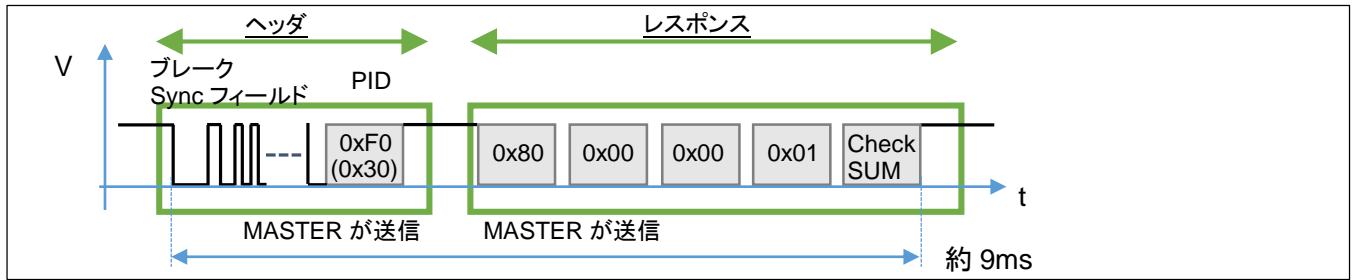 ヘッダ
レスポンス
V
ブレーク
Sync フィールド
PID
0xF0
(0x30)
0x80
0x00
0x00
0x01
Check
SUM
t
MASTER が送信
MASTER が送信
約 9ms